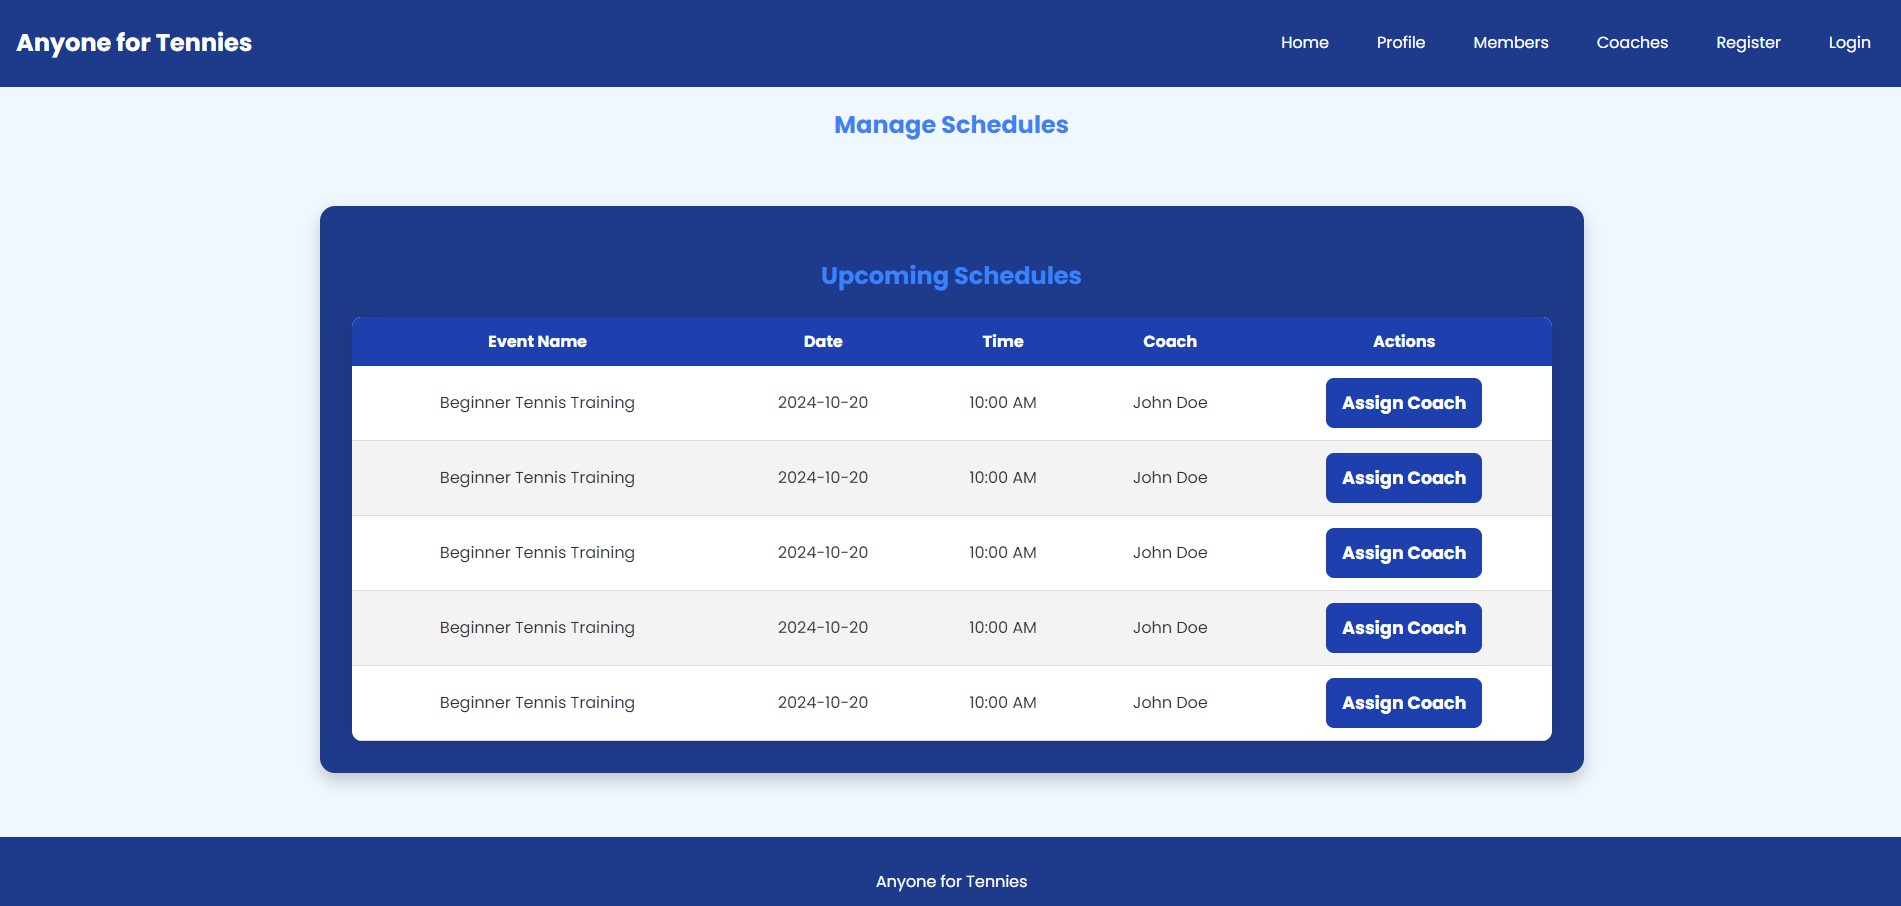 Anyone for Tennies
Home Profile Members Coaches Register Login
Manage Schedules
Upcoming Schedules
Event Name Date Time Coach Actions
Beginner Tennis Training 2024-10-20 10:00 AM John Doe Assign Coach
Beginner Tennis Training 2024-10-20 10:00 AM John Doe Assign Coach
Beginner Tennis Training 2024-10-20 10:00 AM John Doe Assign Coach
Beginner Tennis Training 2024-10-20 10:00 AM John Doe Assign Coach
Beginner Tennis Training 2024-10-20 10:00 AM John Doe Assign Coach
Anyone for Tennies